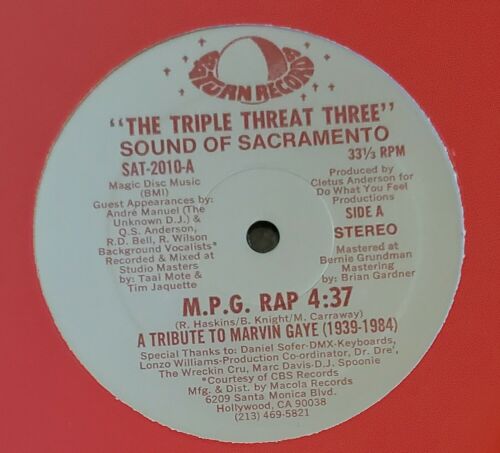 SATURN RECORDS
"THE TRIPLE THREAT THREE"
SOUND OF SACRAMENTO
SAT-2010-A
Magic Disc Music
(BMI)
Guest Appearances by:
André Manuel (The
Unknown D.J.) &
Q.S. Anderson,
R.D. Bell, R. Wilson
Background Vocalists*
Recorded & Mixed at
Studio Masters
by: Taai Mote &
Tim Jaquette
33⅓ RPM
Produced by
Cletus Anderson for
Do What You Feel
Productions
SIDE A
STEREO
Mastered at
Bernie Grundman
Mastering
by: Brian Gardner
M.P.G. RAP 4:37
(R. Haskins/B. Knight/M. Carraway)
A TRIBUTE TO MARVIN GAYE (1939-1984)
Special Thanks to: Daniel Sofer-DMX-Keyboards,
Lonzo Williams-Production Co-ordinator, Dr. Dre',
The Wreckin Cru, Marc Davis-D.J. Spoonie
*Courtesy of CBS Records
Mfg. & Dist. by Macola Records
6209 Santa Monica Blvd.
Hollywood, CA 90038
(213) 469-5821